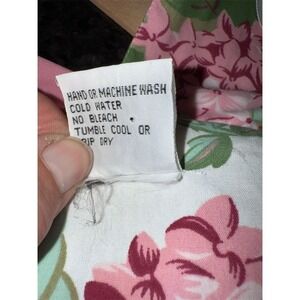 HAND OR MACHINE WASH
COLD WATER
NO BLEACH
TUMBLE COOL OR
DRIP DRY